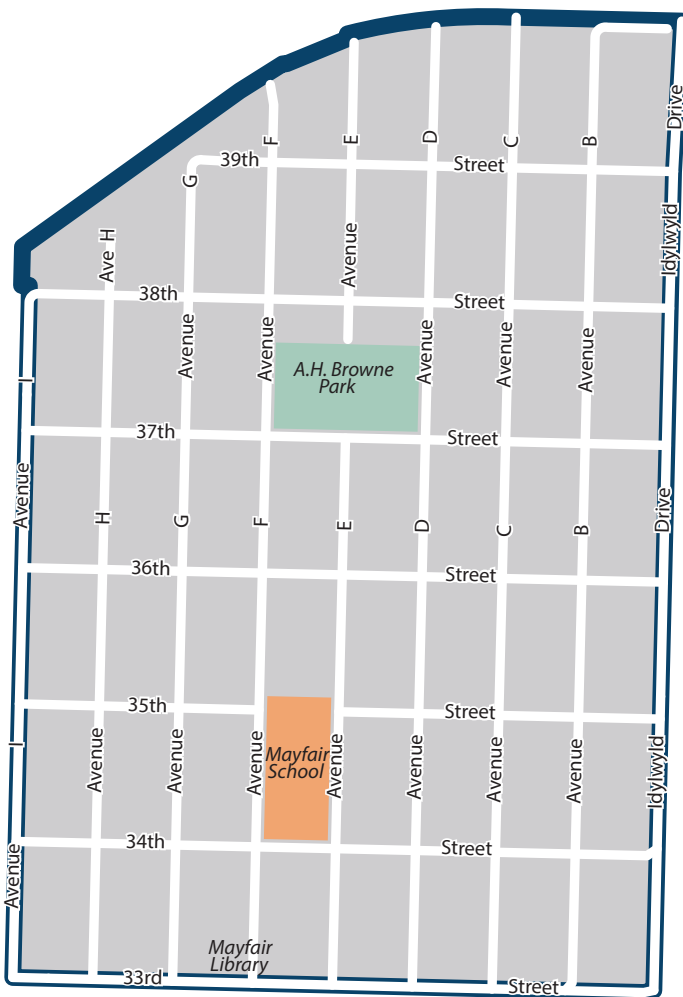 Drive
F
E
D
C
B
39th Street
G
Idylwyld
Ave H
Avenue
38th Street
Avenue
Avenue
Avenue
Avenue
Avenue
A.H. Browne
Park
I
37th Street
Avenue
H
G
F
E
D
C
B
Drive
36th Street
35th Street
I
Avenue
Avenue
Avenue
Mayfair
School
Avenue
Avenue
Avenue
Avenue
Idylwyld
34th Street
Avenue
Mayfair
Library
33rd Street